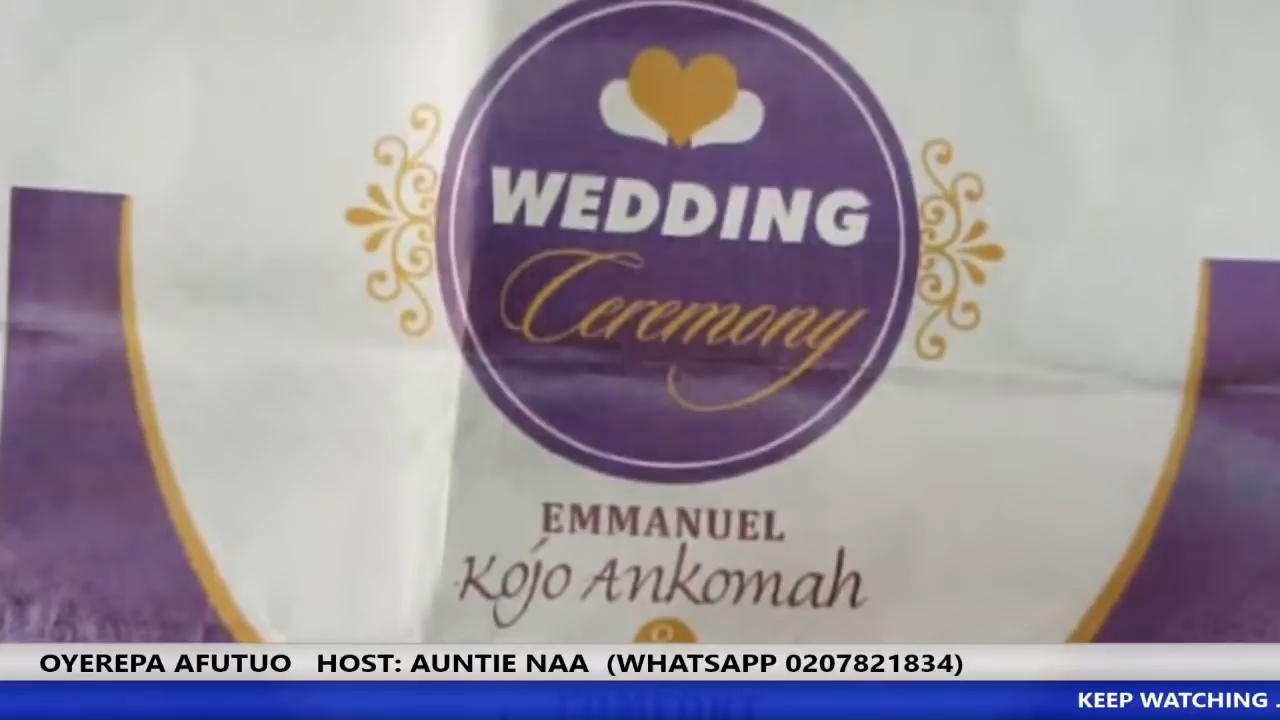 WEDDING
Ceremony
EMMANUEL
Kojo Ankomah
OYEREPA AFUTUO HOST: AUNTIE NAA (WHATSAPP 0207821834)
KEEP WATCHING .